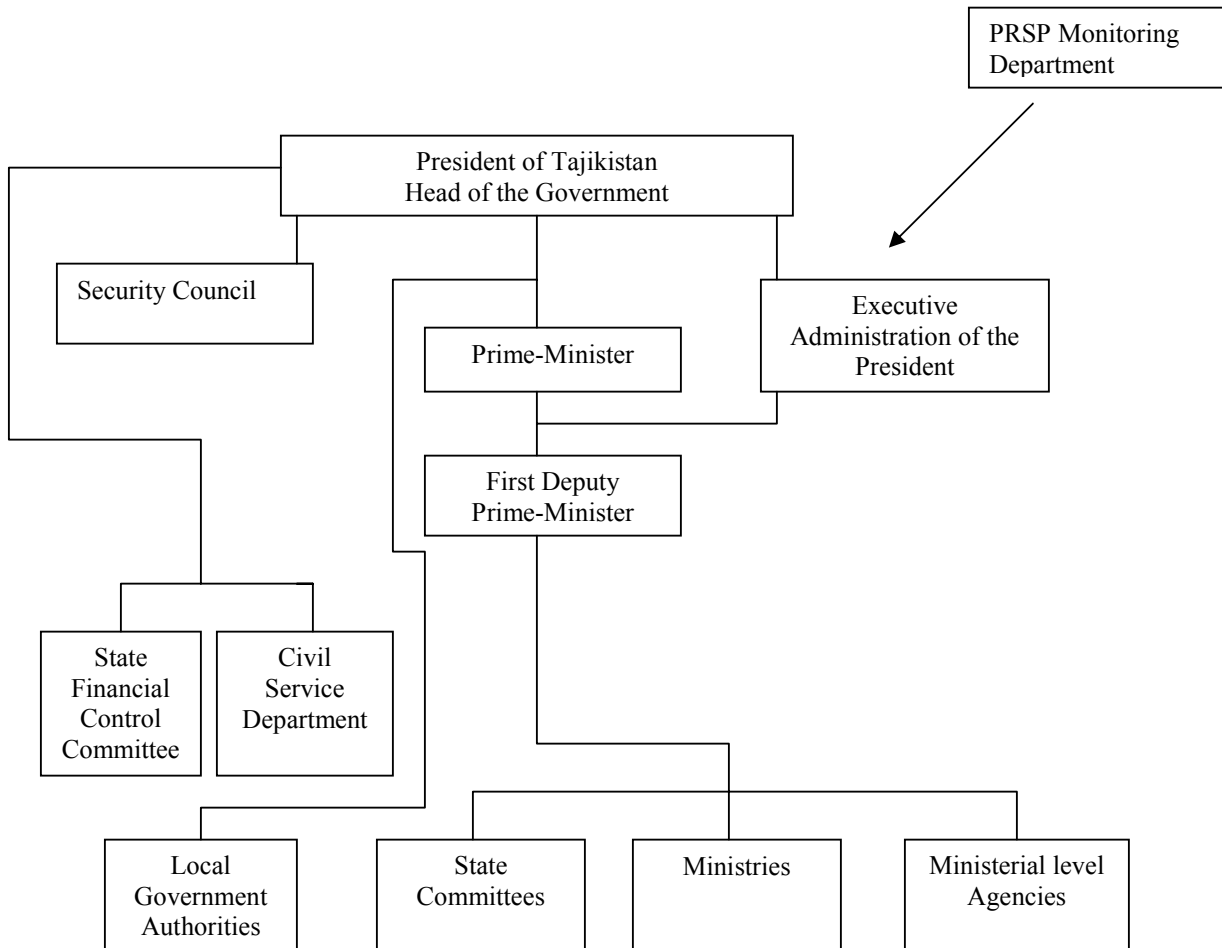 PRSP Monitoring
Department
President of Tajikistan
Head of the Government
Security Council
Executive
Administration of the
President
Prime-Minister
First Deputy
Prime-Minister
State
Financial
Control
Committee
Civil
Service
Department
Local
Government
Authorities
State
Committees
Ministries
Ministerial level
Agencies